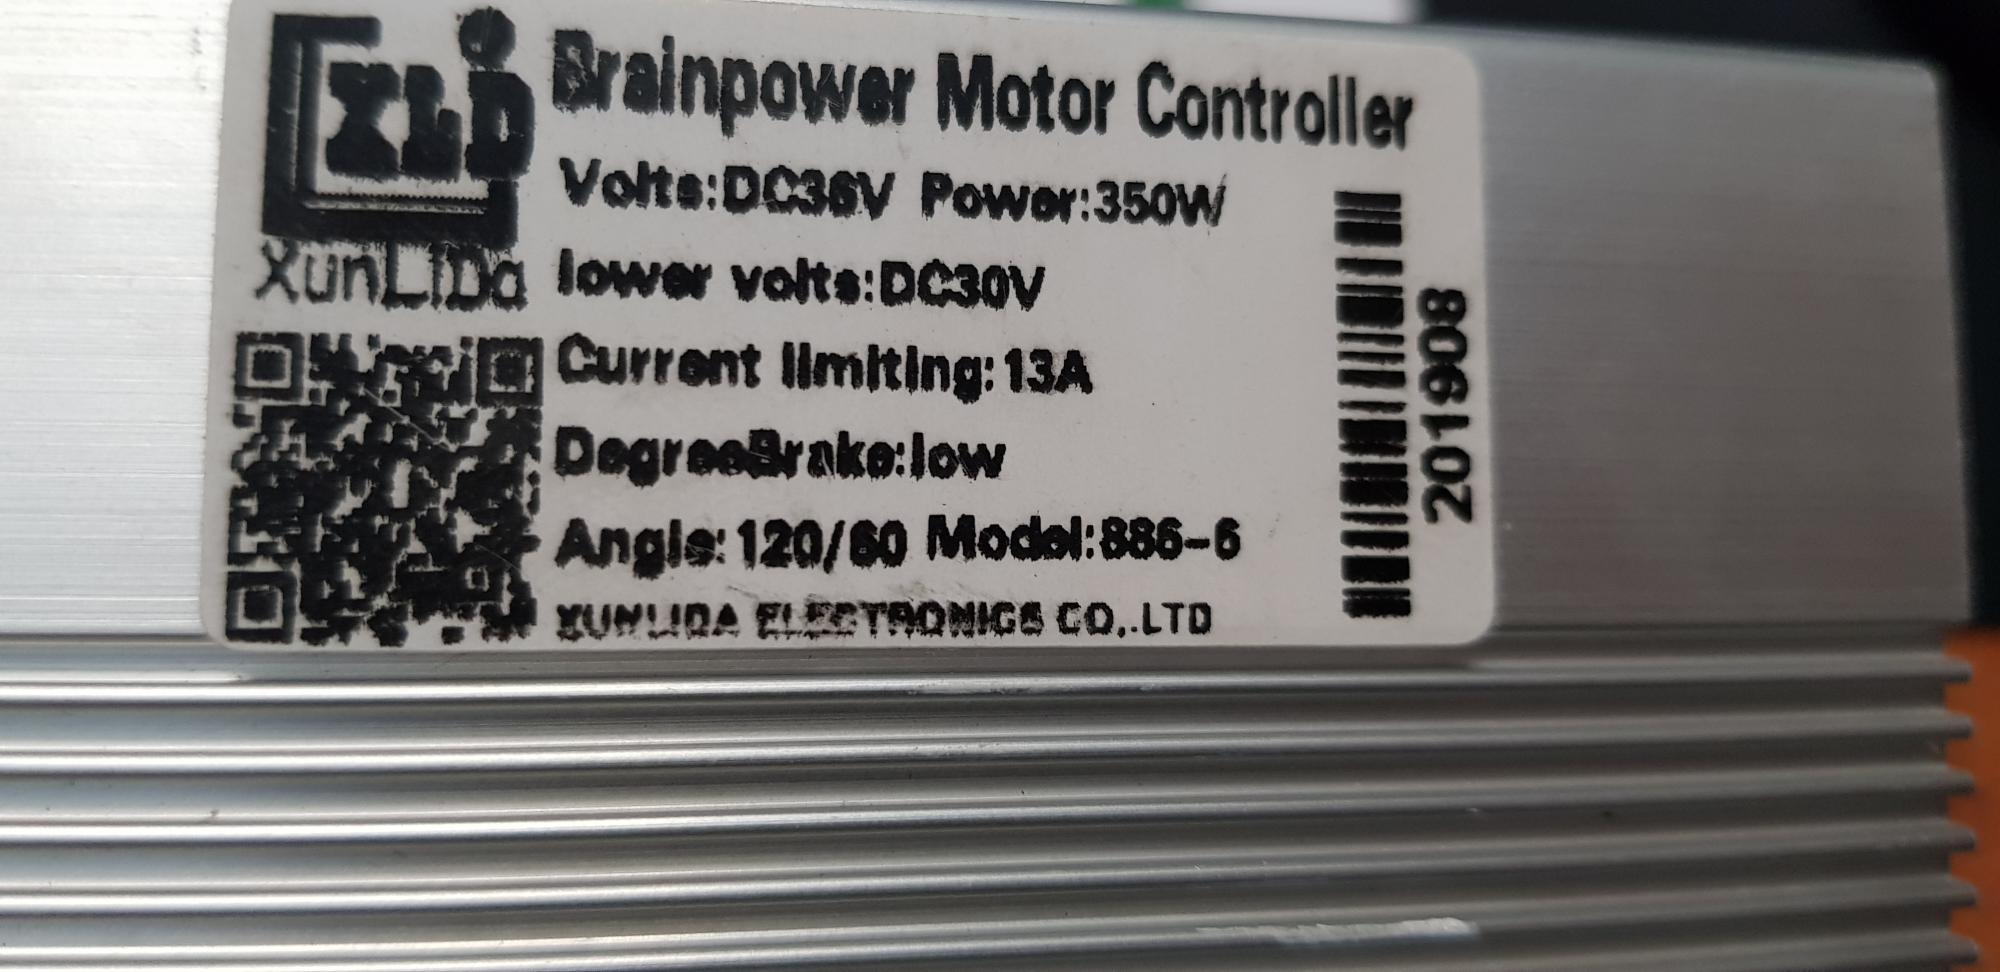 XLD
XunLiDa
Brainpower Motor Controller
Volts:DC36V Power:350W
lower volts:DC30V
Current limiting:13A
DegreeBrake:low
Angle:120/60 Model:886-6
XUNLIDA ELECTRONICS CO,.LTD
201908